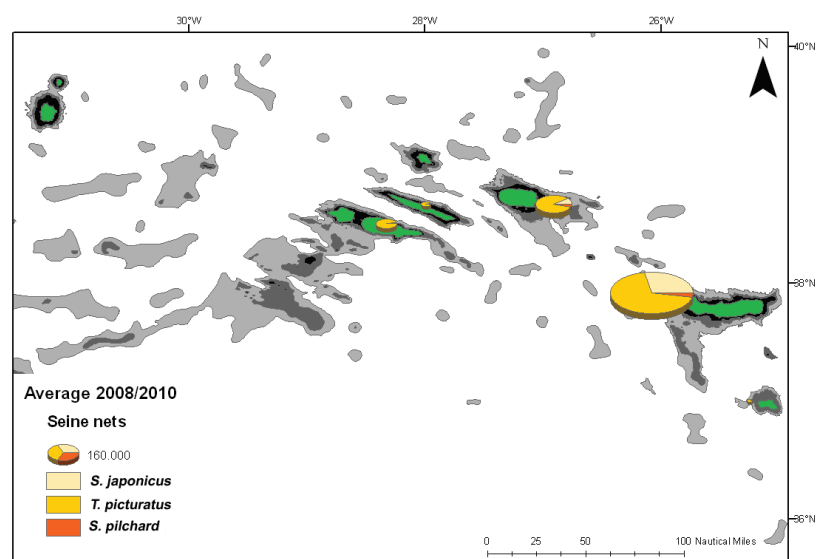 30°W 28°W 26°W
N
40°N
38°N
Average 2008/2010
Seine nets
160.000
S. japonicus
T. picturatus
S. pilchard
36°N
0 25 50 100 Nautical Miles